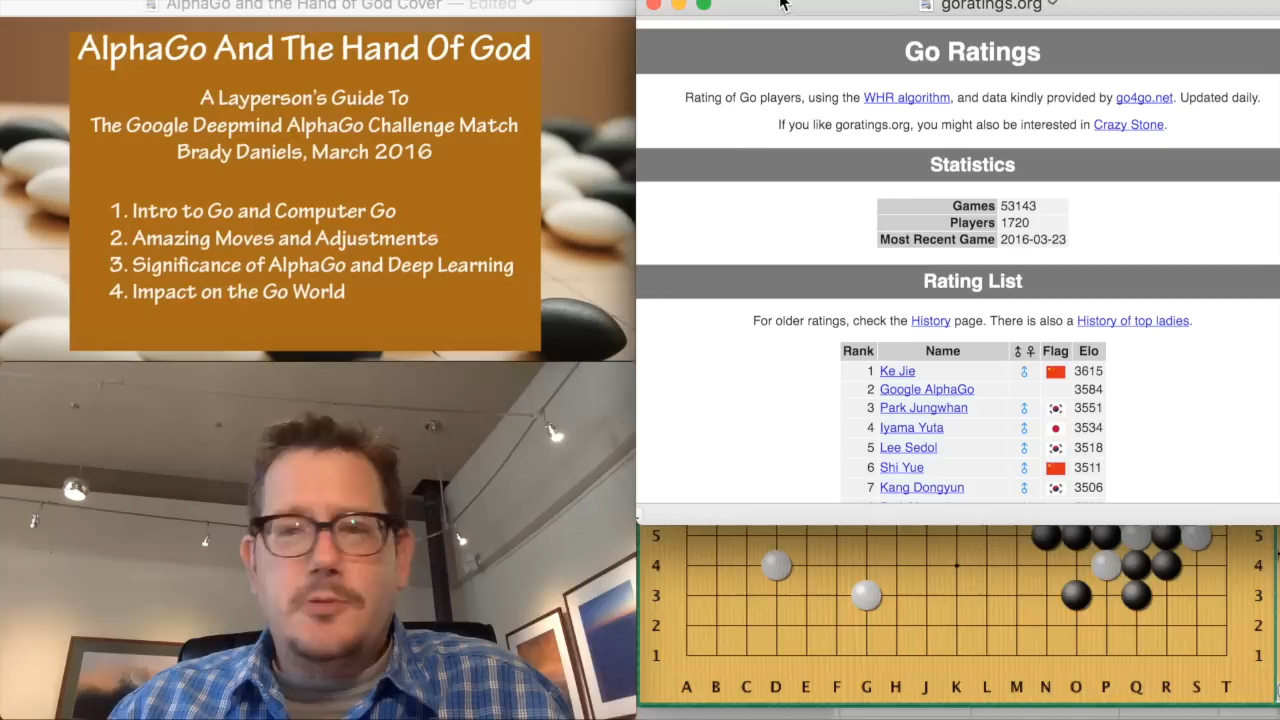 AlphaGo and the Hand of God Cover — Edited
AlphaGo And The Hand Of God
A Layperson's Guide To
The Google Deepmind AlphaGo Challenge Match
Brady Daniels, March 2016
1. Intro to Go and Computer Go
2. Amazing Moves and Adjustments
3. Significance of AlphaGo and Deep Learning
4. Impact on the Go World
goratings.org
Go Ratings
Rating of Go players, using the WHR algorithm, and data kindly provided by go4go.net. Updated daily.
If you like goratings.org, you might also be interested in Crazy Stone.
Statistics
Games 53143
Players 1720
Most Recent Game 2016-03-23
Rating List
For older ratings, check the History page. There is also a History of top ladies.
Rank Name ♂♀ Flag Elo
1 Ke Jie ♂ 3615
2 Google AlphaGo 3584
3 Park Jungwhan ♂ 3551
4 Iyama Yuta ♂ 3534
5 Lee Sedol ♂ 3518
6 Shi Yue ♂ 3511
7 Kang Dongyun ♂ 3506
5 5
4 4
3 3
2 2
1 1
A B C D E F G H J K L M N O P Q R S T